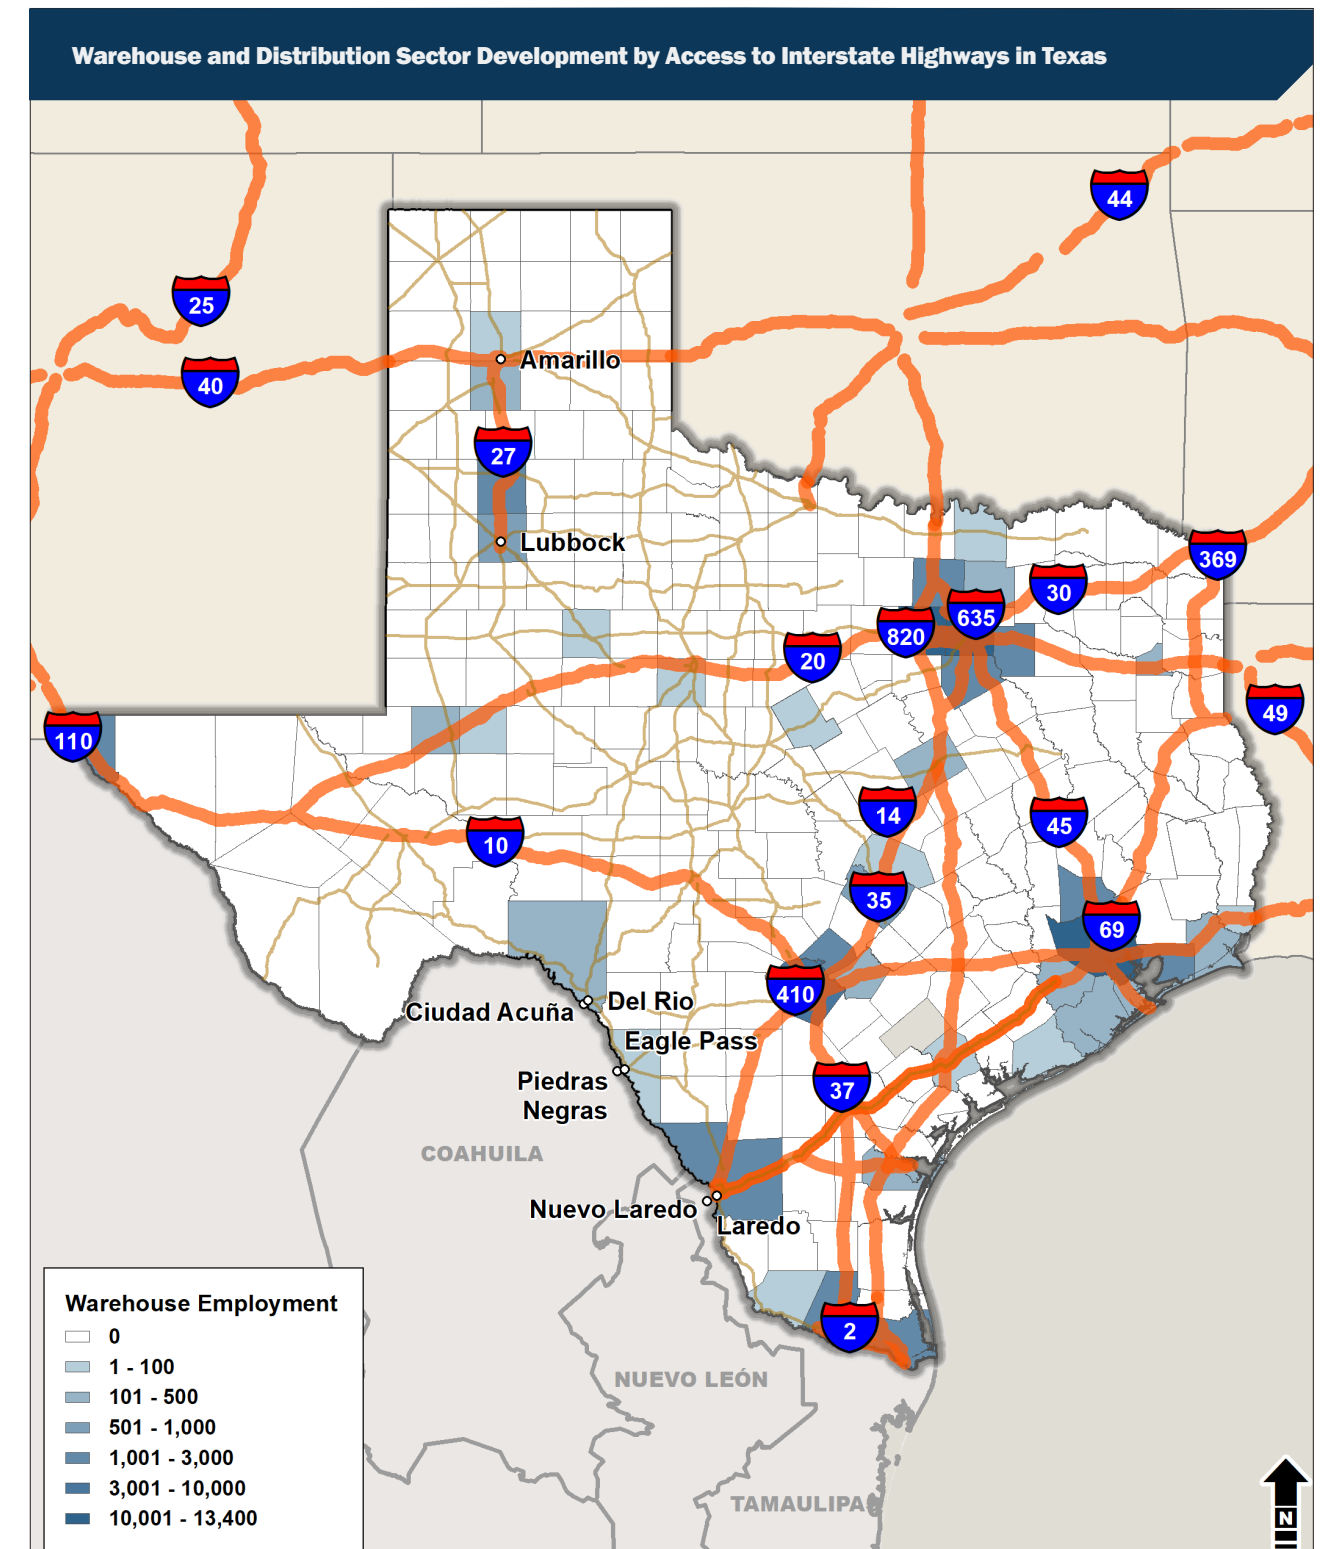 Warehouse and Distribution Sector Development by Access to Interstate Highways in Texas
44
25
40
Amarillo
27
Lubbock
369
30
635
820
20
49
110
14
45
10
35
69
410
Del Rio
Ciudad Acuña
Eagle Pass
Piedras
Negras
37
COAHUILA
Nuevo Laredo
Laredo
2
NUEVO LEÓN
TAMAULIPAS
Warehouse Employment
0
1 - 100
101 - 500
501 - 1,000
1,001 - 3,000
3,001 - 10,000
10,001 - 13,400
N